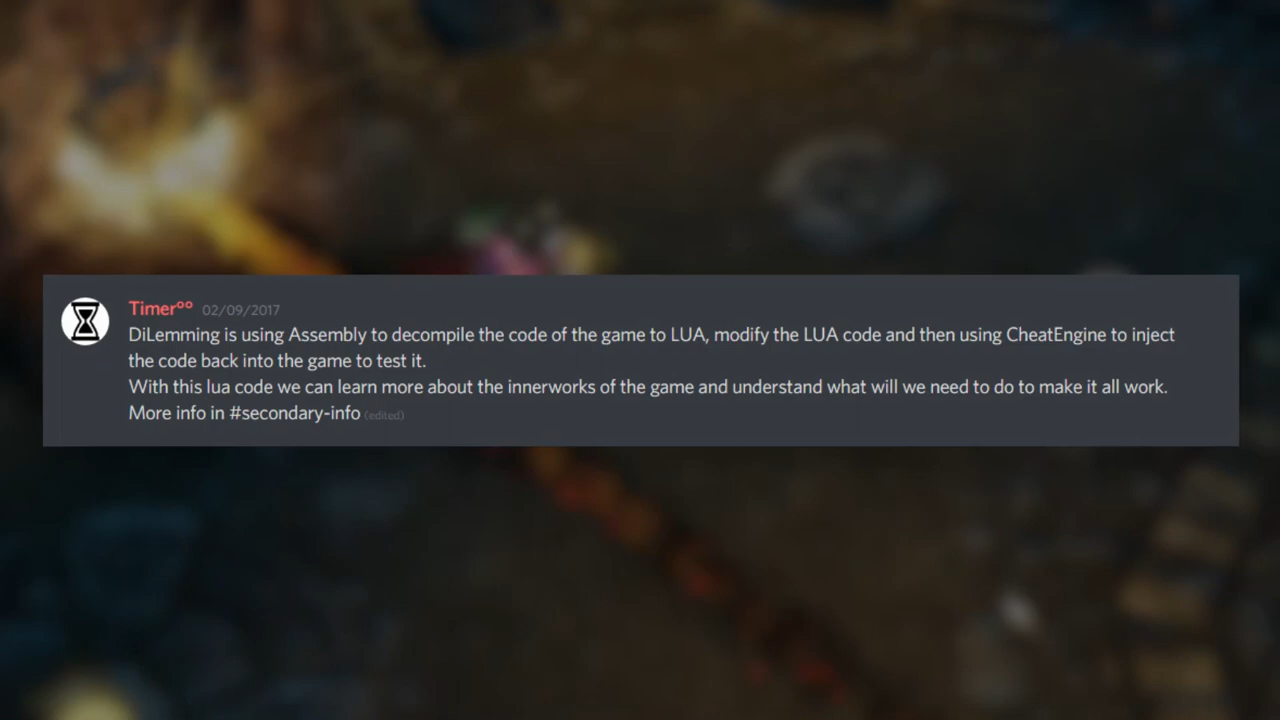 Timerºº 02/09/2017
DiLemming is using Assembly to decompile the code of the game to LUA, modify the LUA code and then using CheatEngine to inject
the code back into the game to test it.
With this lua code we can learn more about the innerworks of the game and understand what will we need to do to make it all work.
More info in #secondary-info (edited)